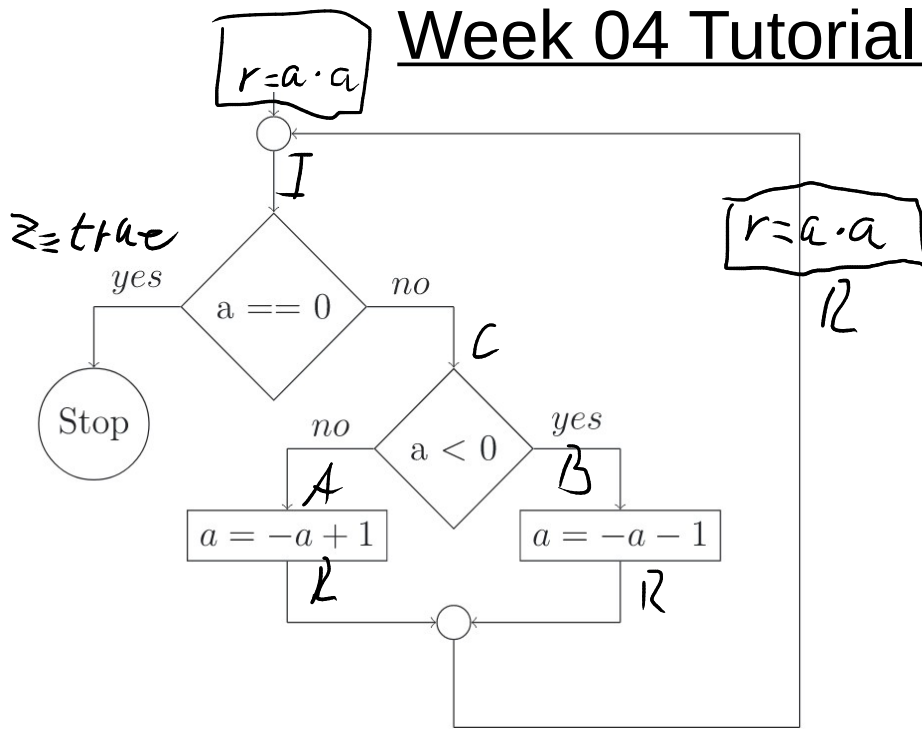 Week 04 Tutorial
r=a·a
I
z≡true
r=a·a
yes
a == 0
no
R
C
Stop
no
a < 0
yes
A
B
a = −a + 1
a = −a − 1
R
R